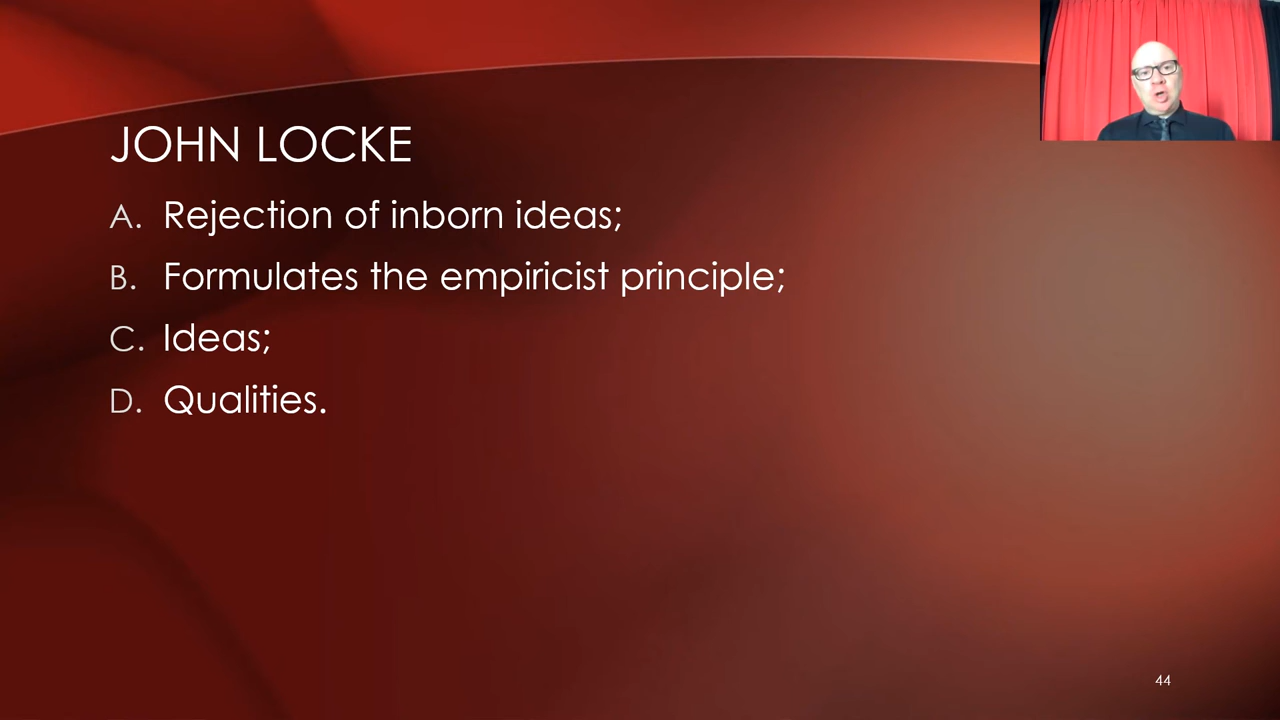 JOHN LOCKE
A. Rejection of inborn ideas;
B. Formulates the empiricist principle;
C. Ideas;
D. Qualities.
44